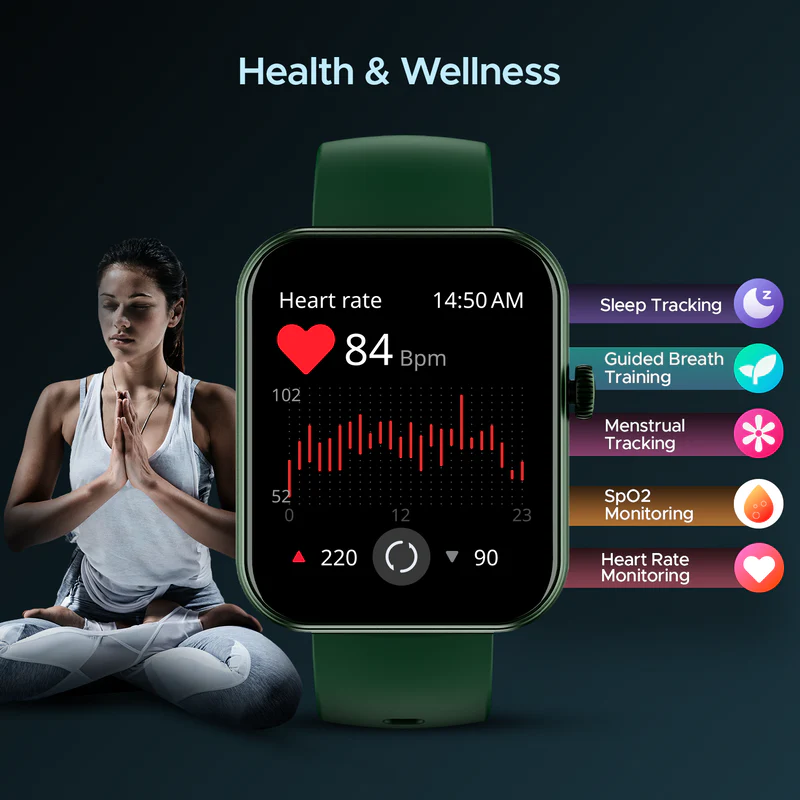 Health & Wellness
Heart rate 14:50 AM
84 Bpm
102
52
0 12 23
220 90
Sleep Tracking
Guided Breath
Training
Menstrual
Tracking
SpO2
Monitoring
Heart Rate
Monitoring
z